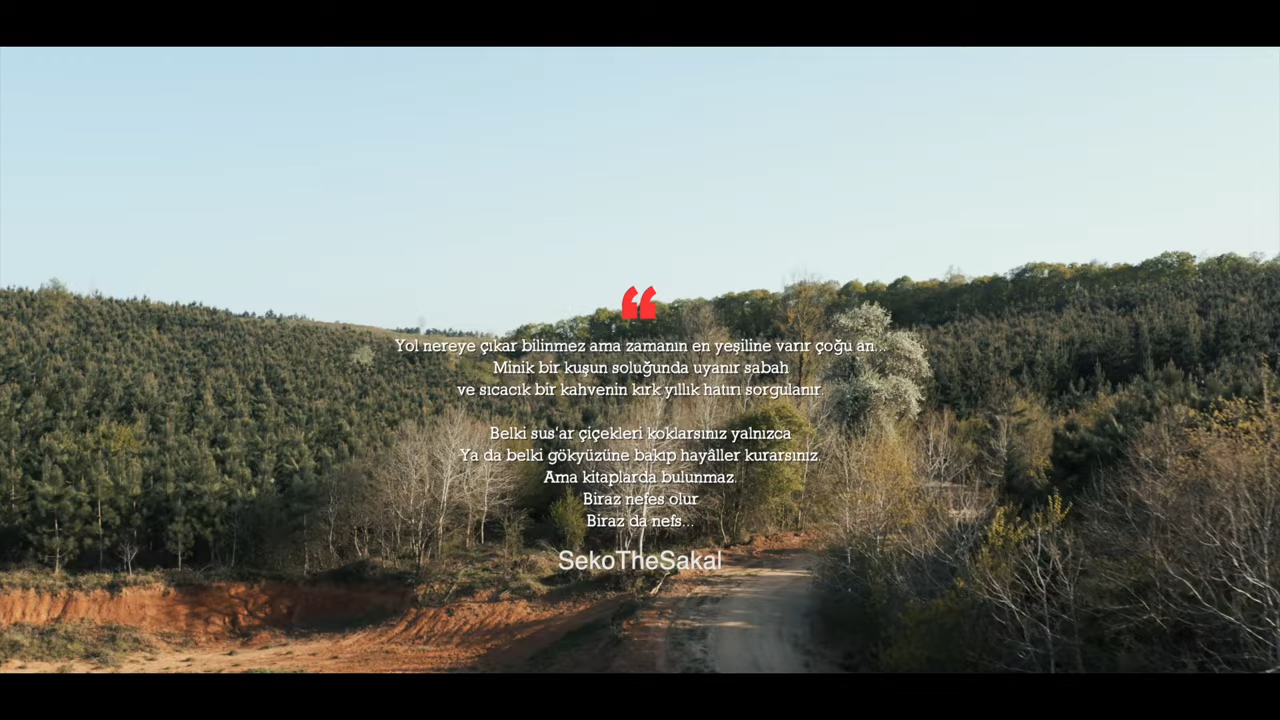 Yol nereye çıkar bilinmez ama zamanın en yeşiline varır çoğu an...
Minik bir kuşun soluğunda uyanır sabah
ve sıcacık bir kahvenin kırk yıllık hatırı sorgulanır.
Belki sus'ar çiçekleri koklarsınız yalnızca
Ya da belki gökyüzüne bakıp hayâller kurarsınız.
Ama kitaplarda bulunmaz.
Biraz nefes olur
Biraz da nefs...
SekoTheSakal